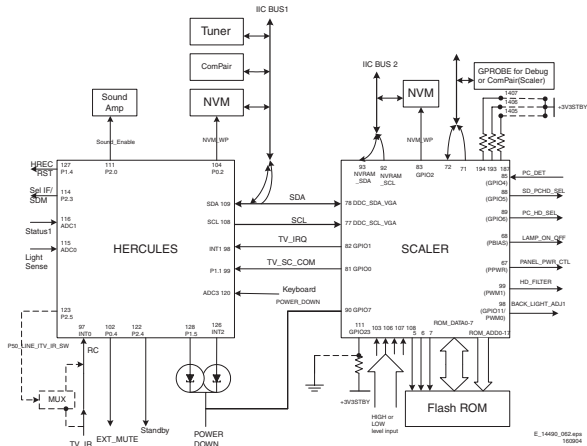 IIC BUS1
Tuner
ComPair
NVM
Sound
Amp
Sound_Enable
NVM_WP
IIC BUS 2
NVM
NVM_WP
GPROBE for Debug
or ComPair(Scaler)
1407
1406
1405
+3V3STBY
HREC
RST
127
P1.4
111
P2.0
104
P0.2
Sel IF/
SDM
114
P2.3
116
ADC1
Status1
115
ADC0
Light
Sense
HERCULES
SDA 109
SCL 108
INT1 98
P1.1 99
ADC3 120
SDA
SCL
TV_IRQ
TV_SC_COM
Keyboard
POWER_DOWN
93
NVRAM
_SDA
92
NVRAM
_SCL
83
GPIO2
72
71
194
193
187
78 DDC_SDA_VGA
77 DDC_SCL_VGA
82 GPIO1
81 GPIO0
90 GPIO7
SCALER
85
(GPIO4)
PC_DET
88
(GPIO5)
SD_PCHD_SEL
89
(GPIO6)
PC_HD_SEL
68
(PBIAS)
LAMP_ON_OFF
67
(PPWR)
PANEL_PWR_CTL
99
(PWM1)
HD_FILTER
98
(GPIO11/
PWM0)
BACK_LIGHT_ADJ1
123
P2.5
97
INT0
102
P0.4
122
P2.4
128
P1.5
126
INT2
P50_LINE_ITV_IR_SW
RC
MUX
TV_IR
EXT_MUTE
Standby
POWER
DOWN
111
GPIO23
103
106
107
108
5
6
7
ROM_DATA0-7
ROM_ADD0-17
+3V3STBY
HIGH or
LOW
level input
Flash ROM
E_14490_062.eps
160904